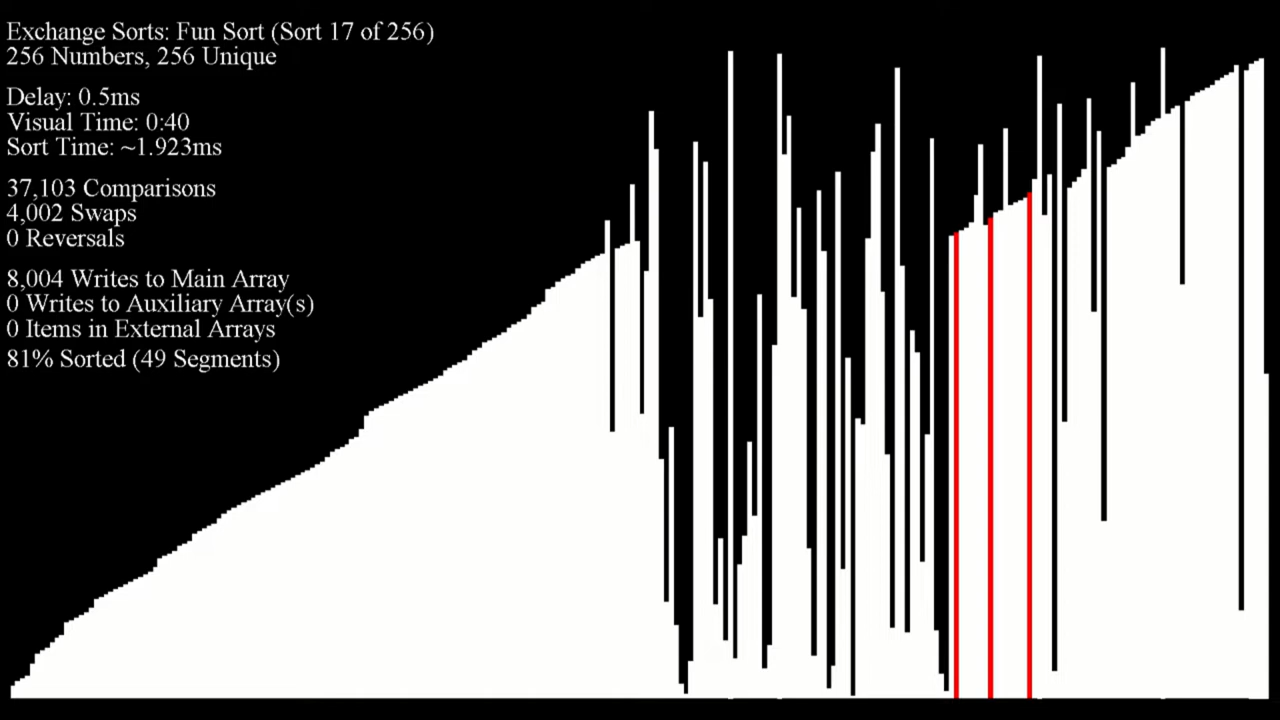 Exchange Sorts: Fun Sort (Sort 17 of 256)
256 Numbers, 256 Unique
Delay: 0.5ms
Visual Time: 0:40
Sort Time: ~1.923ms
37,103 Comparisons
4,002 Swaps
0 Reversals
8,004 Writes to Main Array
0 Writes to Auxiliary Array(s)
0 Items in External Arrays
81% Sorted (49 Segments)